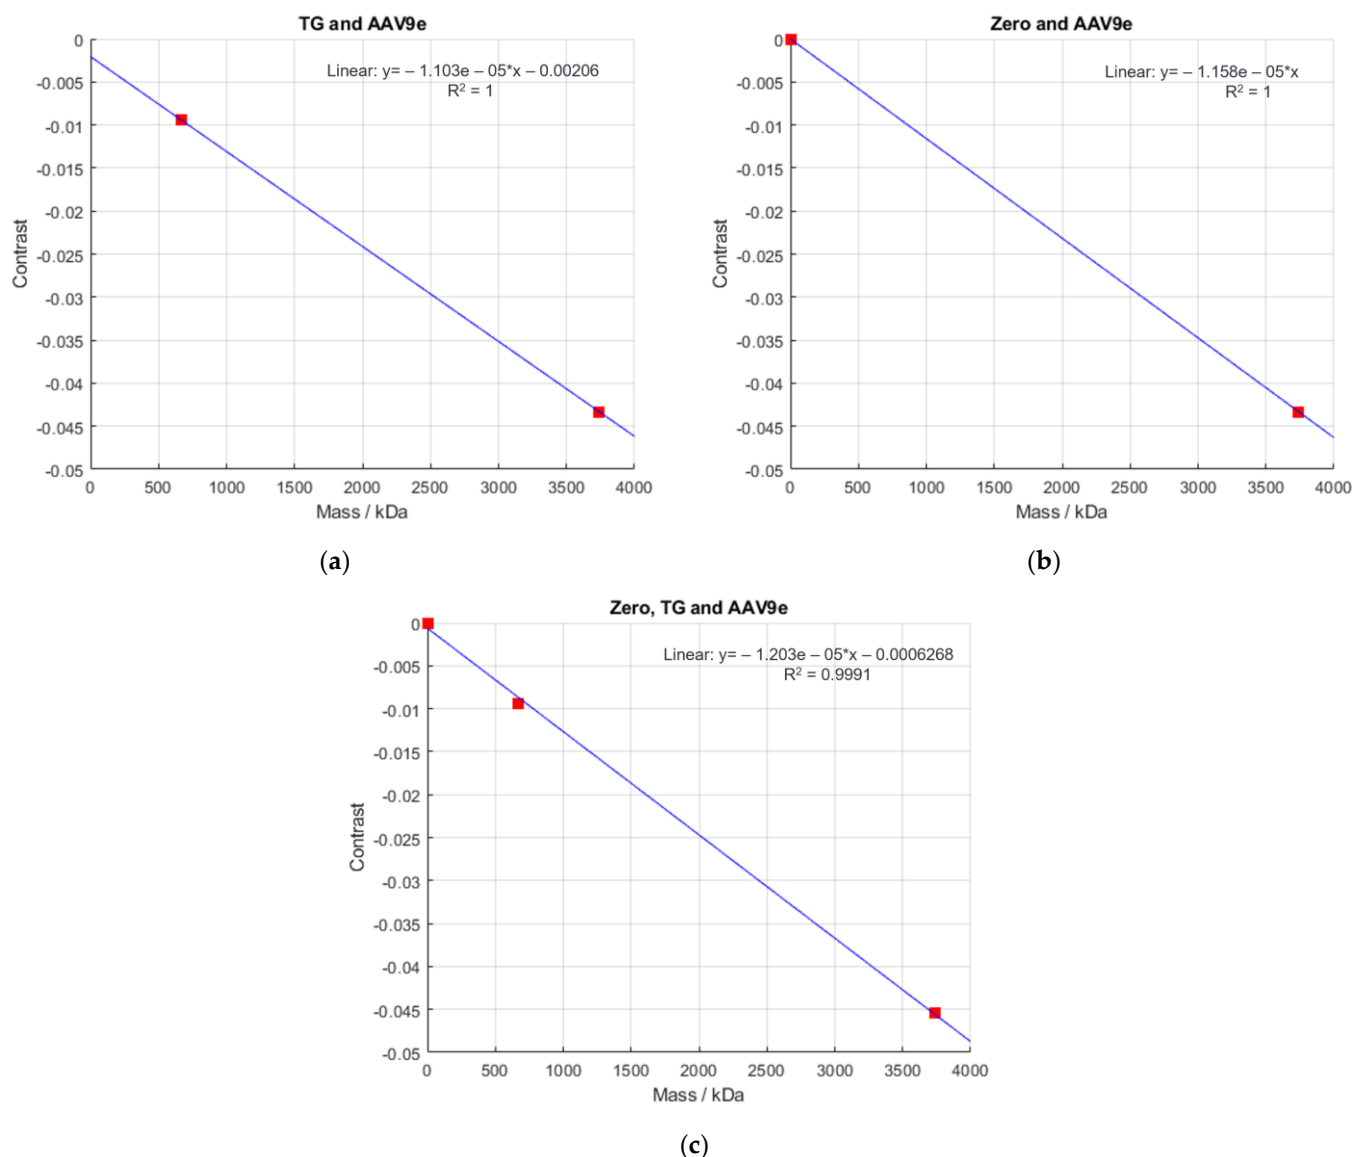 TG and AAV9e
Linear: y= – 1.103e – 05*x – 0.00206
R² = 1
0
-0.005
-0.01
-0.015
-0.02
-0.025
-0.03
-0.035
-0.04
-0.045
-0.05
Contrast
0 500 1000 1500 2000 2500 3000 3500 4000
Mass / kDa
(a)
Zero and AAV9e
Linear: y= – 1.158e – 05*x
R² = 1
0
-0.005
-0.01
-0.015
-0.02
-0.025
-0.03
-0.035
-0.04
-0.045
-0.05
Contrast
0 500 1000 1500 2000 2500 3000 3500 4000
Mass / kDa
(b)
Zero, TG and AAV9e
Linear: y= – 1.203e – 05*x – 0.0006268
R² = 0.9991
0
-0.005
-0.01
-0.015
-0.02
-0.025
-0.03
-0.035
-0.04
-0.045
-0.05
Contrast
0 500 1000 1500 2000 2500 3000 3500 4000
Mass / kDa
(c)